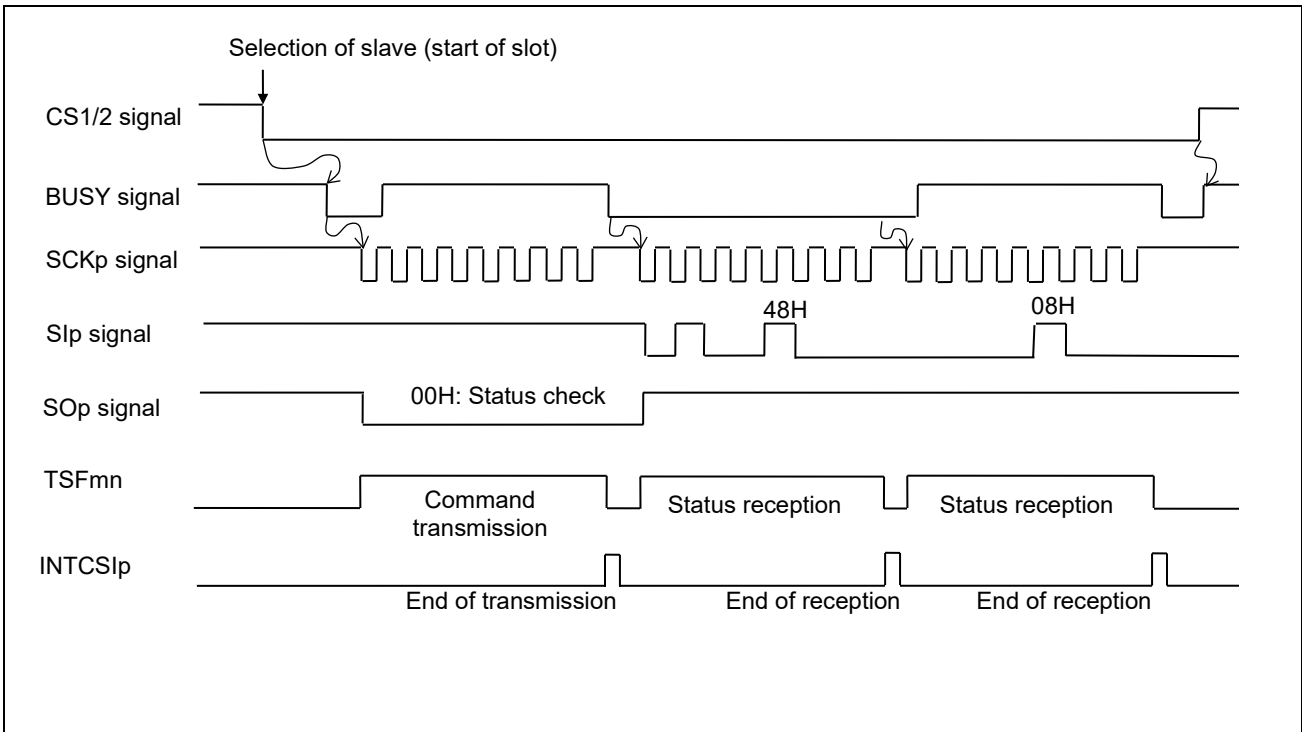 Selection of slave (start of slot)
CS1/2 signal
BUSY signal
SCKp signal
48H
08H
SIp signal
00H: Status check
SOp signal
TSFmn
Command
transmission
Status reception
Status reception
INTCSIp
End of transmission
End of reception
End of reception